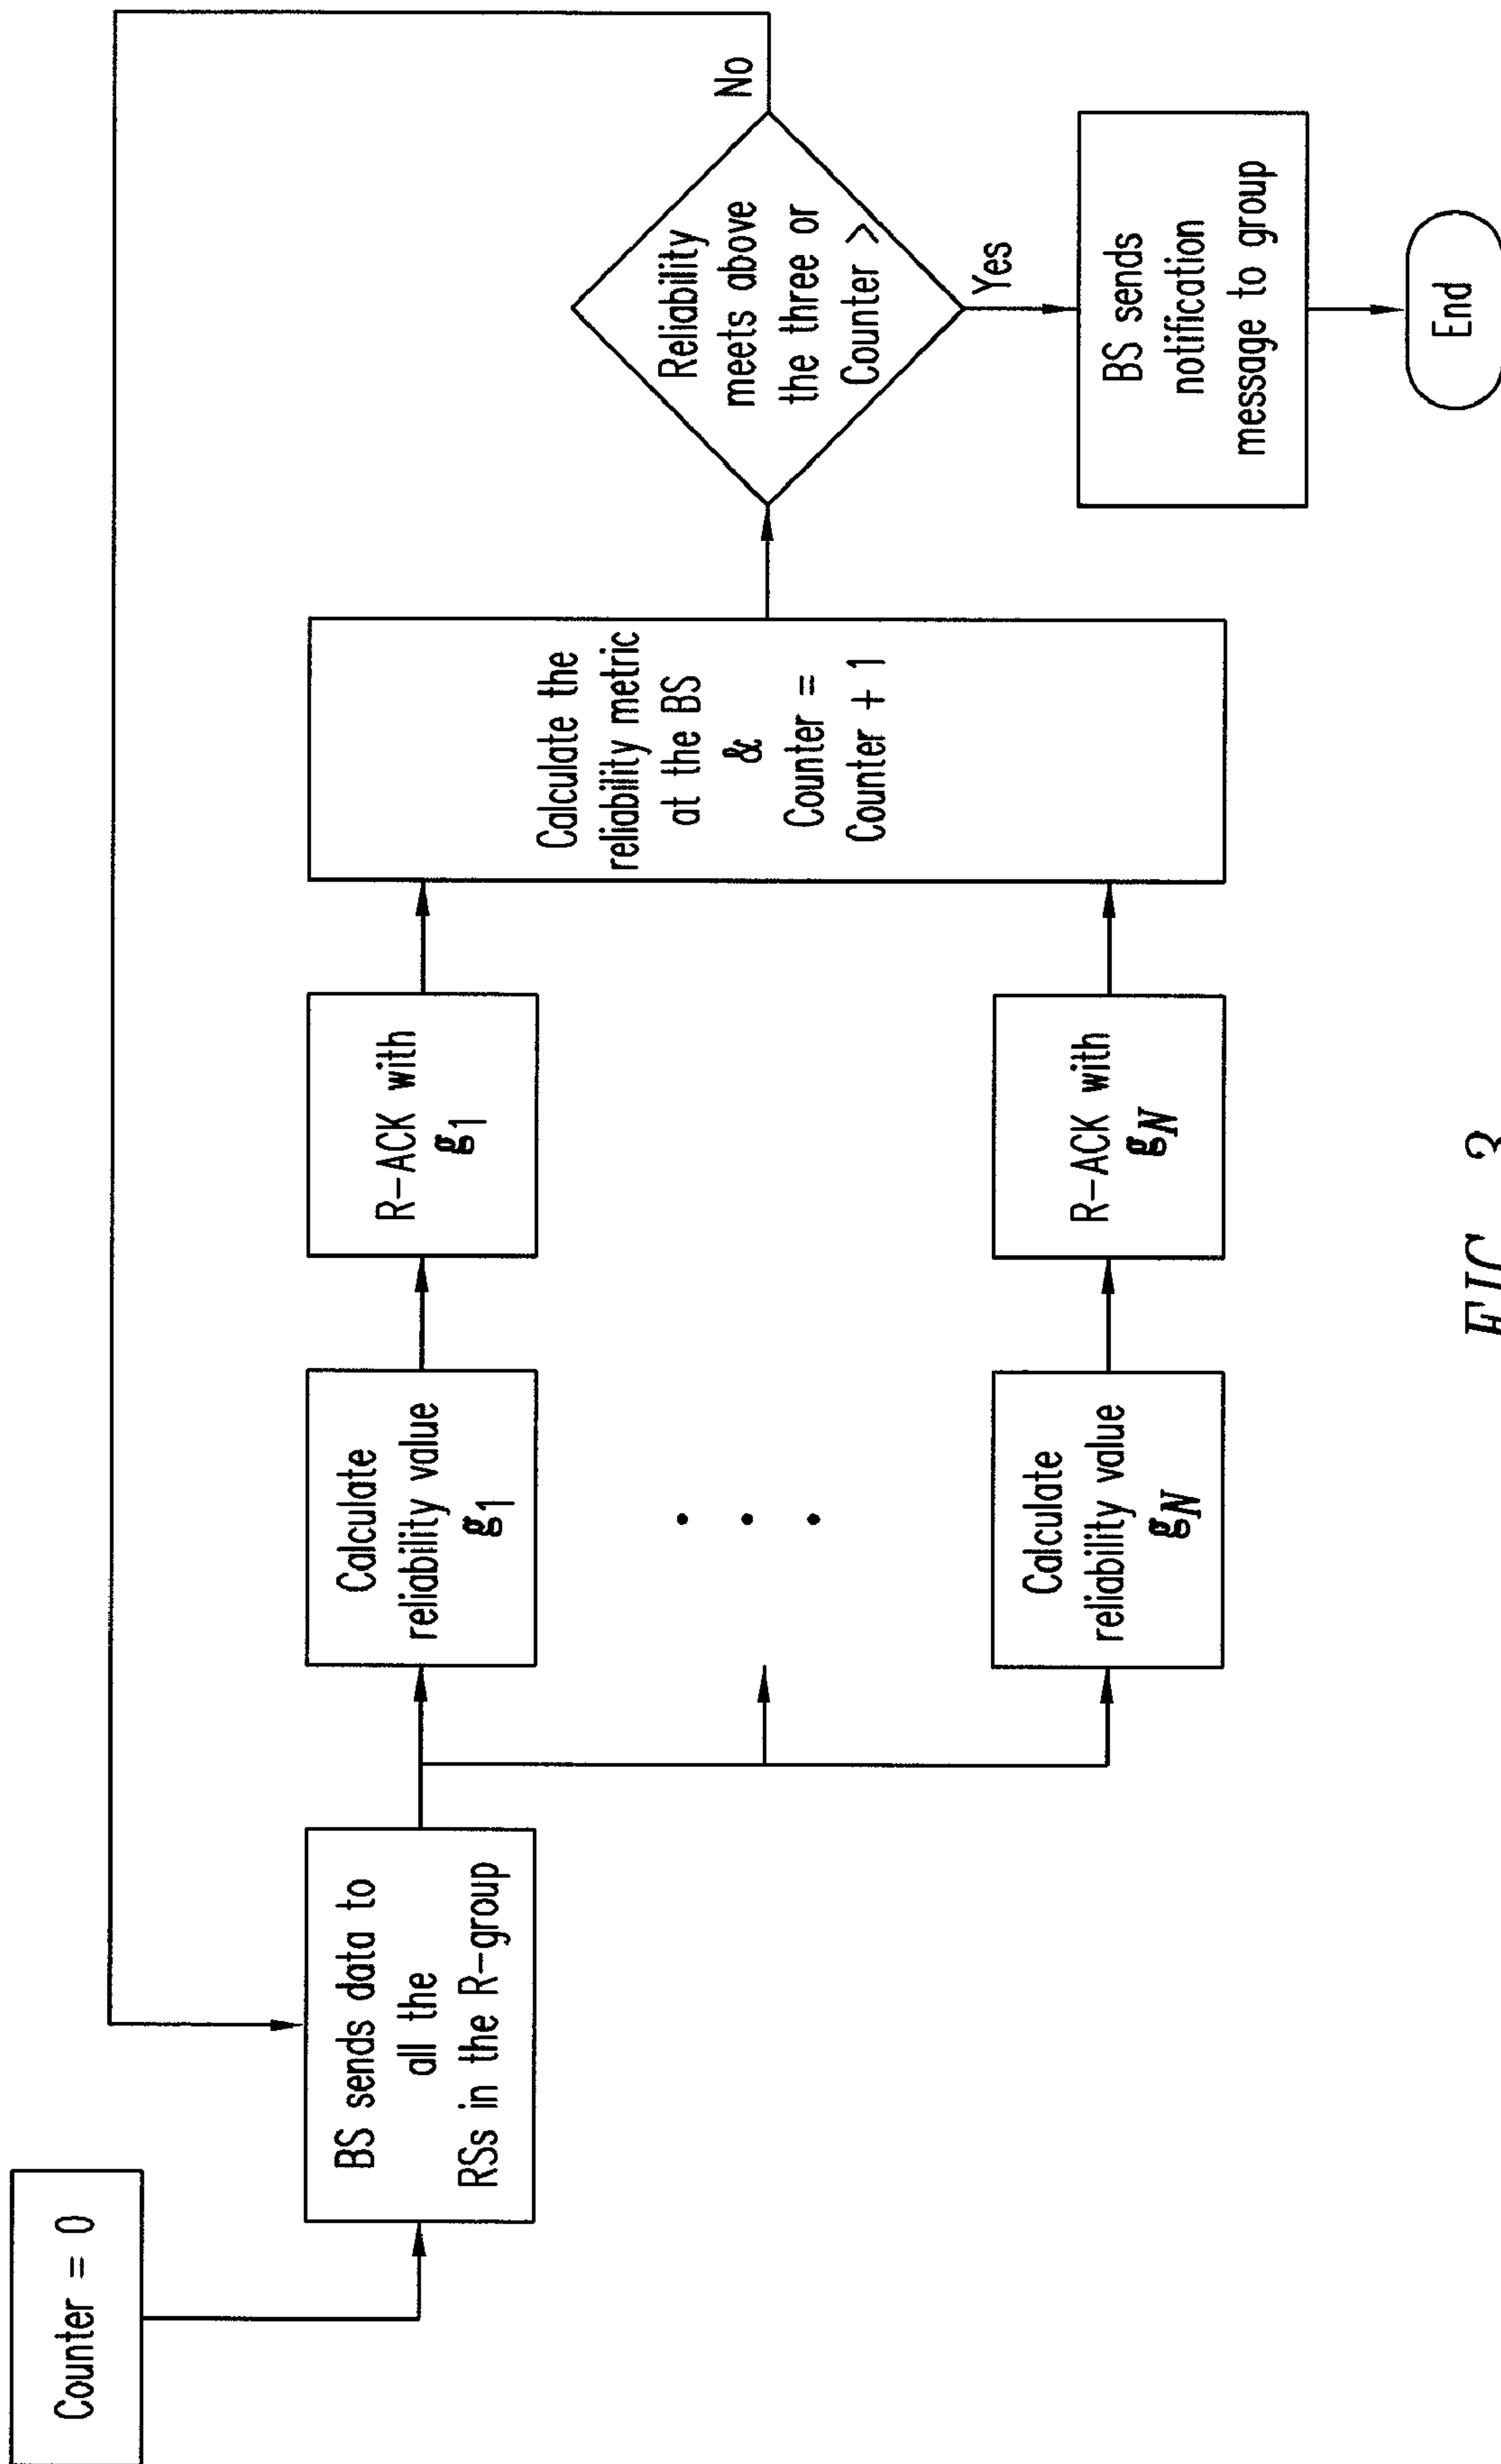 Counter = 0
BS sends data to
all the
RSs in the R-group
Calculate
reliability value
g1
R-ACK with
g1
Calculate
reliability value
gN
R-ACK with
gN
Calculate the
reliability metric
at the BS
&
Counter =
Counter + 1
Reliability
meets above
the three or
Counter >
No
Yes
BS sends
notification
message to group
End
FIG. 3